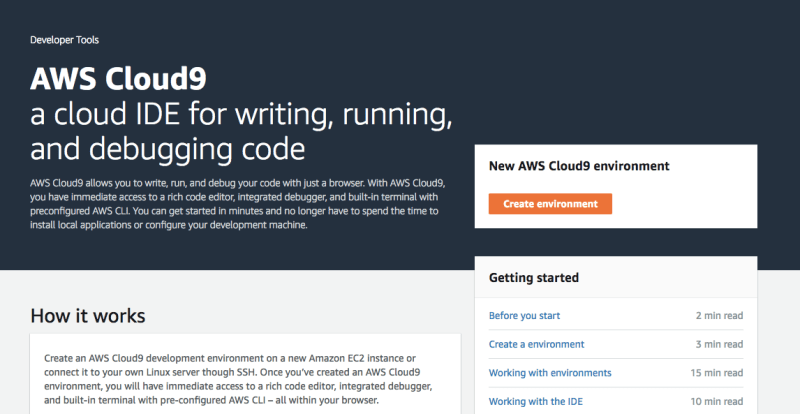 Developer Tools
AWS Cloud9
a cloud IDE for writing, running,
and debugging code
AWS Cloud9 allows you to write, run, and debug your code with just a browser. With AWS Cloud9,
you have immediate access to a rich code editor, integrated debugger, and built-in terminal with
preconfigured AWS CLI. You can get started in minutes and no longer have to spend the time to
install local applications or configure your development machine.
New AWS Cloud9 environment
Create environment
Getting started
Before you start 2 min read
Create a environment 3 min read
Working with environments 15 min read
Working with the IDE 10 min read
How it works
Create an AWS Cloud9 development environment on a new Amazon EC2 instance or
connect it to your own Linux server though SSH. Once you've created an AWS Cloud9
environment, you will have immediate access to a rich code editor, integrated debugger,
and built-in terminal with pre-configured AWS CLI – all within your browser.